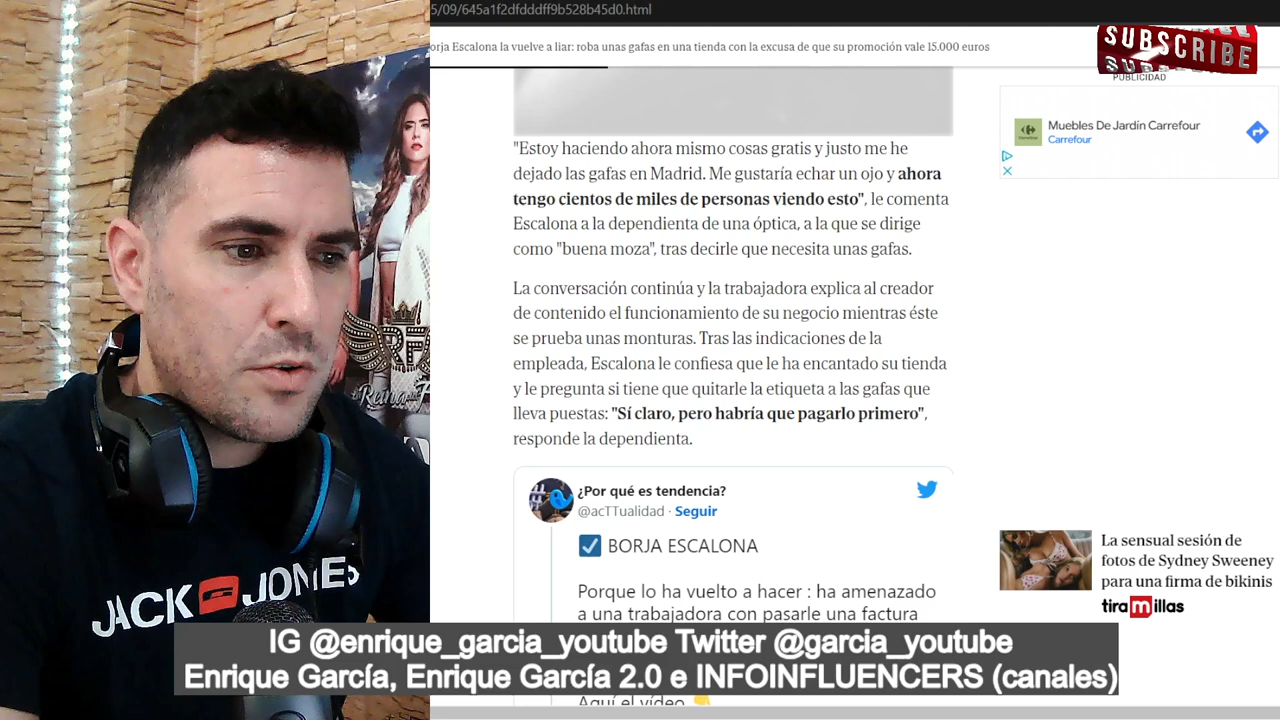 5/09/645a1f2dfdddff9b528b45d0.html
orja Escalona la vuelve a liar: roba unas gafas en una tienda con la excusa de que su promoción vale 15.000 euros
SUBSCRIBE
PUBLICIDAD
Muebles De Jardín Carrefour
Carrefour
"Estoy haciendo ahora mismo cosas gratis y justo me he
dejado las gafas en Madrid. Me gustaría echar un ojo y ahora
tengo cientos de miles de personas viendo esto", le comenta
Escalona a la dependienta de una óptica, a la que se dirige
como "buena moza", tras decirle que necesita unas gafas.
La conversación continúa y la trabajadora explica al creador
de contenido el funcionamiento de su negocio mientras éste
se prueba unas monturas. Tras las indicaciones de la
empleada, Escalona le confiesa que le ha encantado su tienda
y le pregunta si tiene que quitarle la etiqueta a las gafas que
lleva puestas: "Sí claro, pero habría que pagarlo primero",
responde la dependienta.
¿Por qué es tendencia?
@acTTualidad · Seguir
BORJA ESCALONA
Porque lo ha vuelto a hacer : ha amenazado
a una trabajadora con pasarle una factura
Aquí el vídeo
La sensual sesión de
fotos de Sydney Sweeney
para una firma de bikinis
tiramillas
RF
la Reina del
JACK JONES
IG @enrique_garcia_youtube Twitter @garcia_youtube
Enrique García, Enrique García 2.0 e INFOINFLUENCERS (canales)